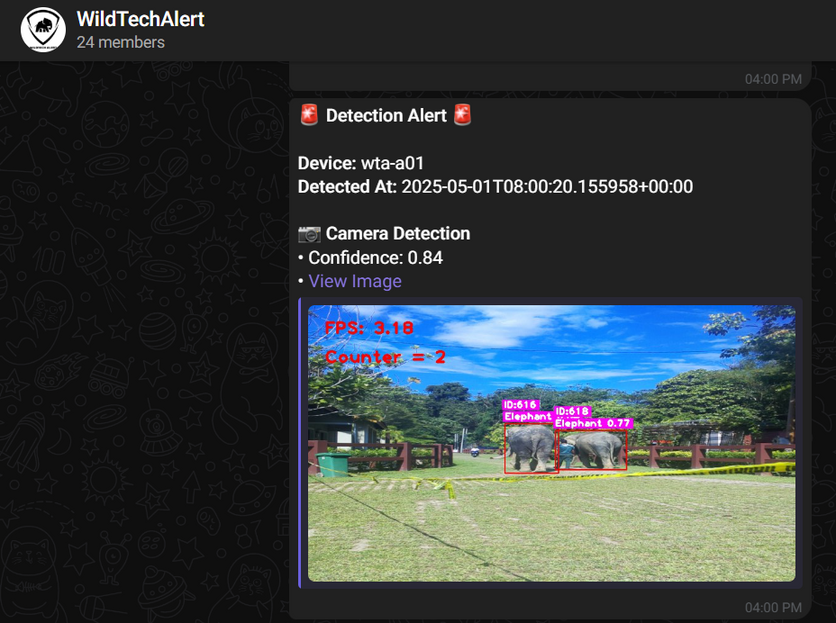 WildTechAlert
24 members
04:00 PM
🚨 Detection Alert 🚨
Device: wta-a01
Detected At: 2025-05-01T08:00:20.155958+00:00
📷 Camera Detection
• Confidence: 0.84
• View Image
FPS: 3.18
Counter = 2
ID:616
Elephant
ID:618
Elephant 0.77
04:00 PM